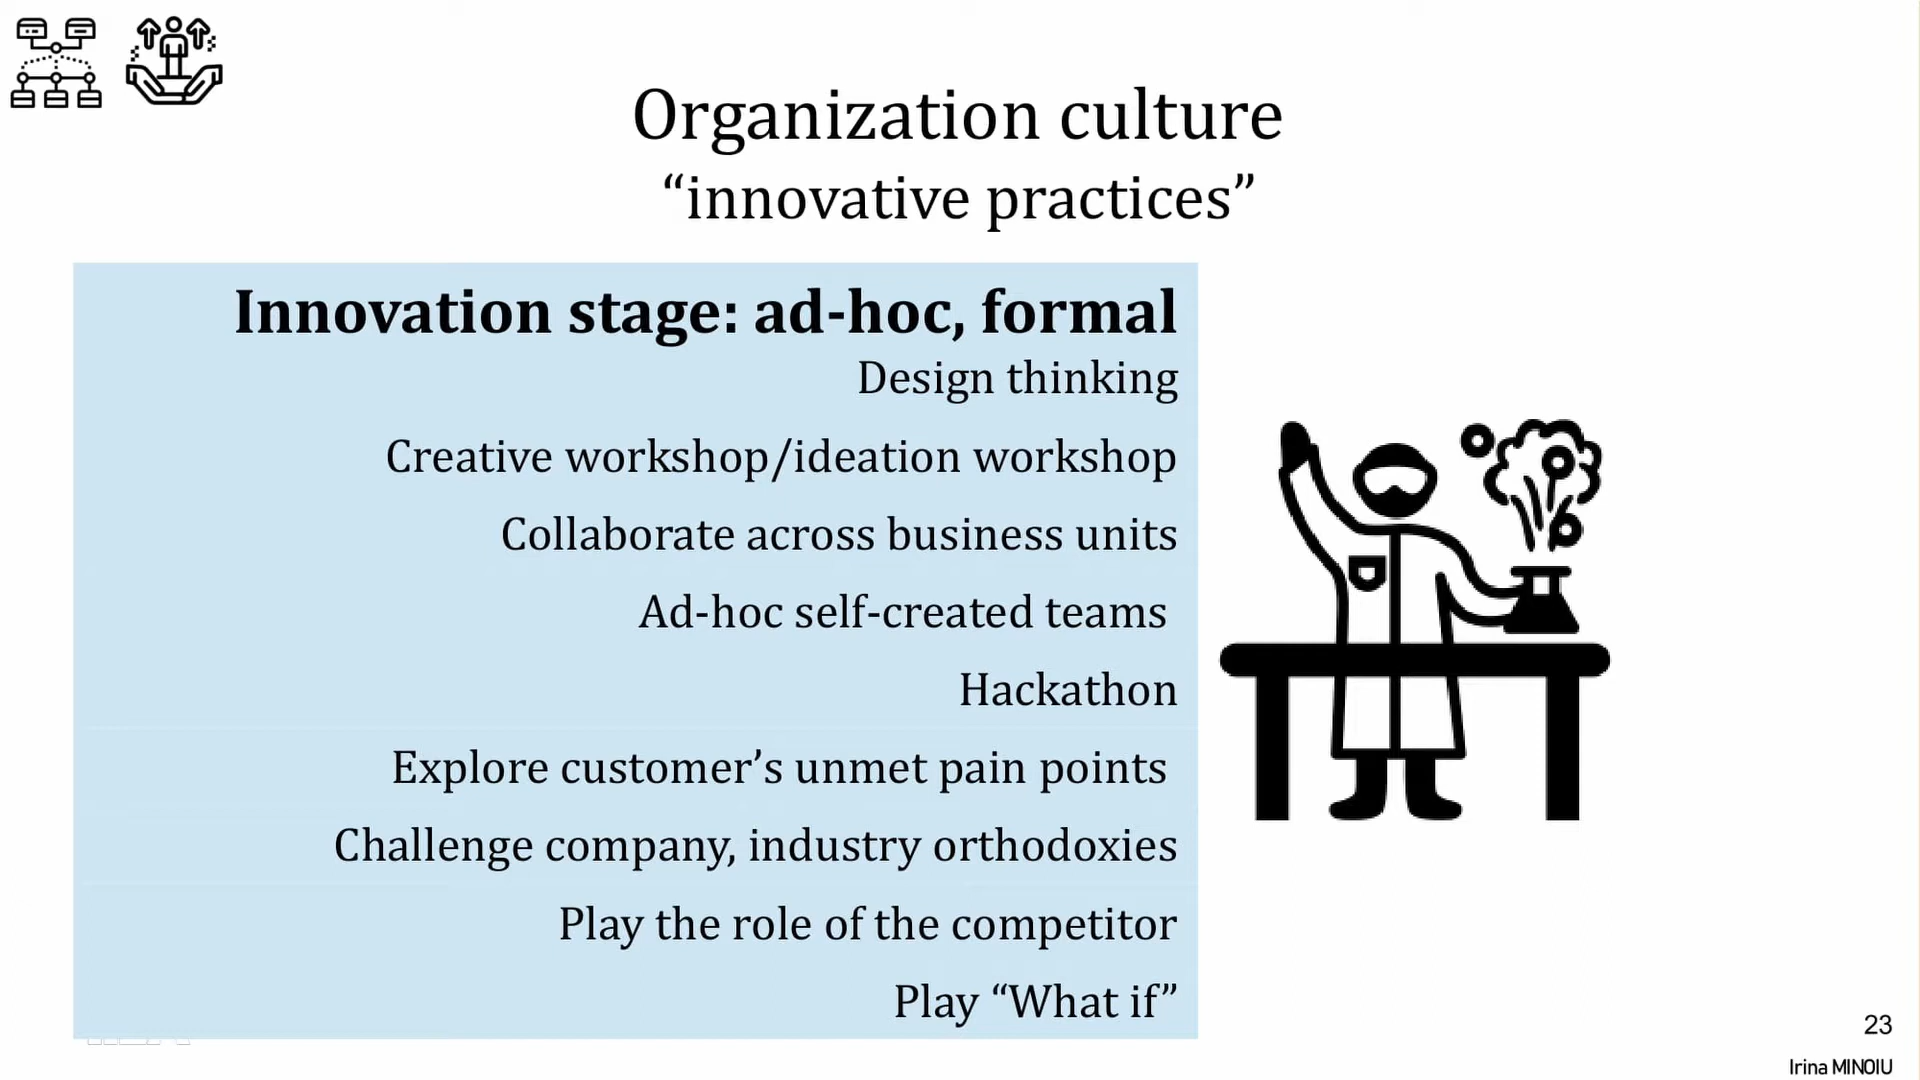 Organization culture
“innovative practices”
Innovation stage: ad-hoc, formal
Design thinking
Creative workshop/ideation workshop
Collaborate across business units
Ad-hoc self-created teams
Hackathon
Explore customer’s unmet pain points
Challenge company, industry orthodoxies
Play the role of the competitor
Play “What if”
23
Irina MINOIU